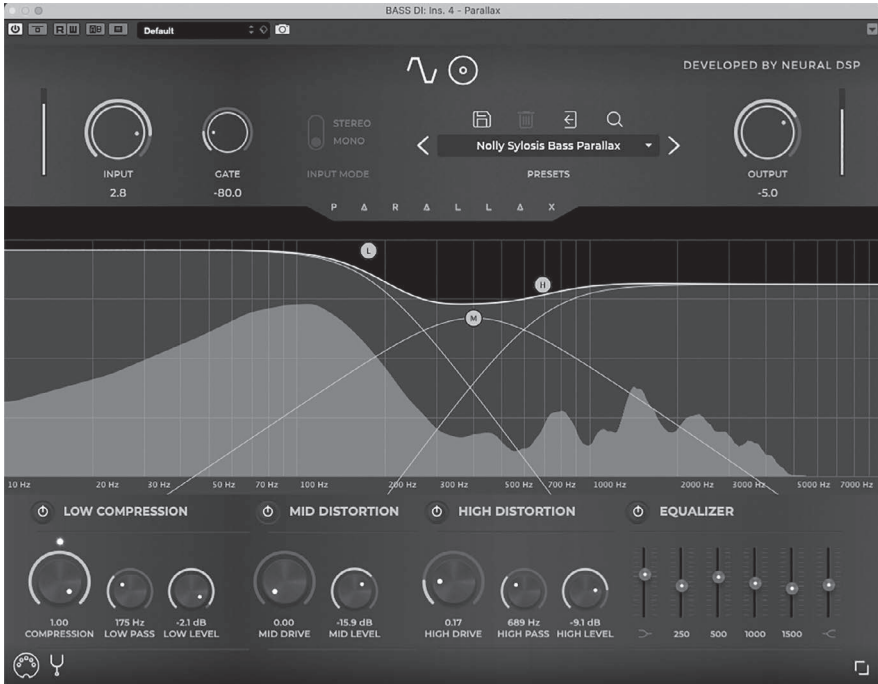 BASS DI: Ins. 4 - Parallax
R W
Default
DEVELOPED BY NEURAL DSP
STEREO
MONO
Nolly Sylosis Bass Parallax
INPUT
GATE
INPUT MODE
PRESETS
OUTPUT
2.8
-80.0
-5.0
P A R A L L A X
L
H
M
10 Hz 20 Hz 30 Hz 50 Hz 70 Hz 100 Hz 200 Hz 300 Hz 500 Hz 700 Hz 1000 Hz 2000 Hz 3000 Hz 5000 Hz 7000 Hz
LOW COMPRESSION MID DISTORTION HIGH DISTORTION EQUALIZER
1.00 175 Hz -2.1 dB 0.00 -15.9 dB 0.17 689 Hz -9.1 dB
COMPRESSION LOW PASS LOW LEVEL MID DRIVE MID LEVEL HIGH DRIVE HIGH PASS HIGH LEVEL 250 500 1000 1500